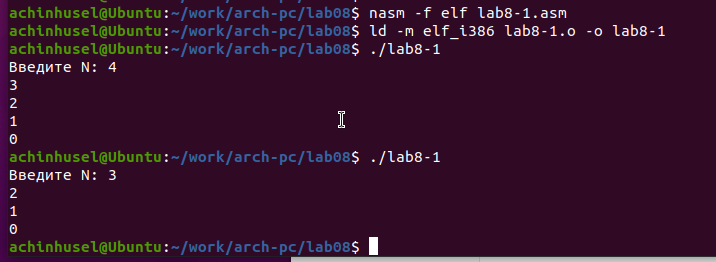 achinhusel@Ubuntu:~/work/arch-pc/lab08$ nasm -f elf lab8-1.asm
achinhusel@Ubuntu:~/work/arch-pc/lab08$ ld -m elf_i386 lab8-1.o -o lab8-1
achinhusel@Ubuntu:~/work/arch-pc/lab08$ ./lab8-1
Введите N: 4
3
2
1
0
achinhusel@Ubuntu:~/work/arch-pc/lab08$ ./lab8-1
Введите N: 3
2
1
0
achinhusel@Ubuntu:~/work/arch-pc/lab08$